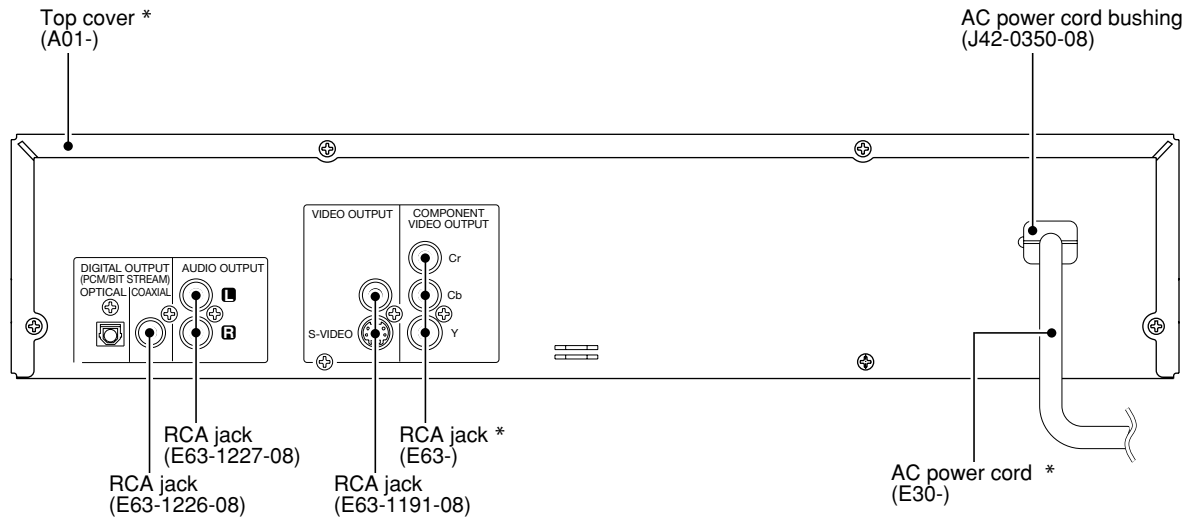 Top cover *
(A01-)
AC power cord bushing
(J42-0350-08)
VIDEO OUTPUT
COMPONENT
VIDEO OUTPUT
Cr
Cb
Y
S-VIDEO
DIGITAL OUTPUT
(PCM/BIT STREAM)
OPTICAL
COAXIAL
AUDIO OUTPUT
L
R
RCA jack
(E63-1227-08)
RCA jack *
(E63-)
RCA jack
(E63-1226-08)
RCA jack
(E63-1191-08)
AC power cord *
(E30-)